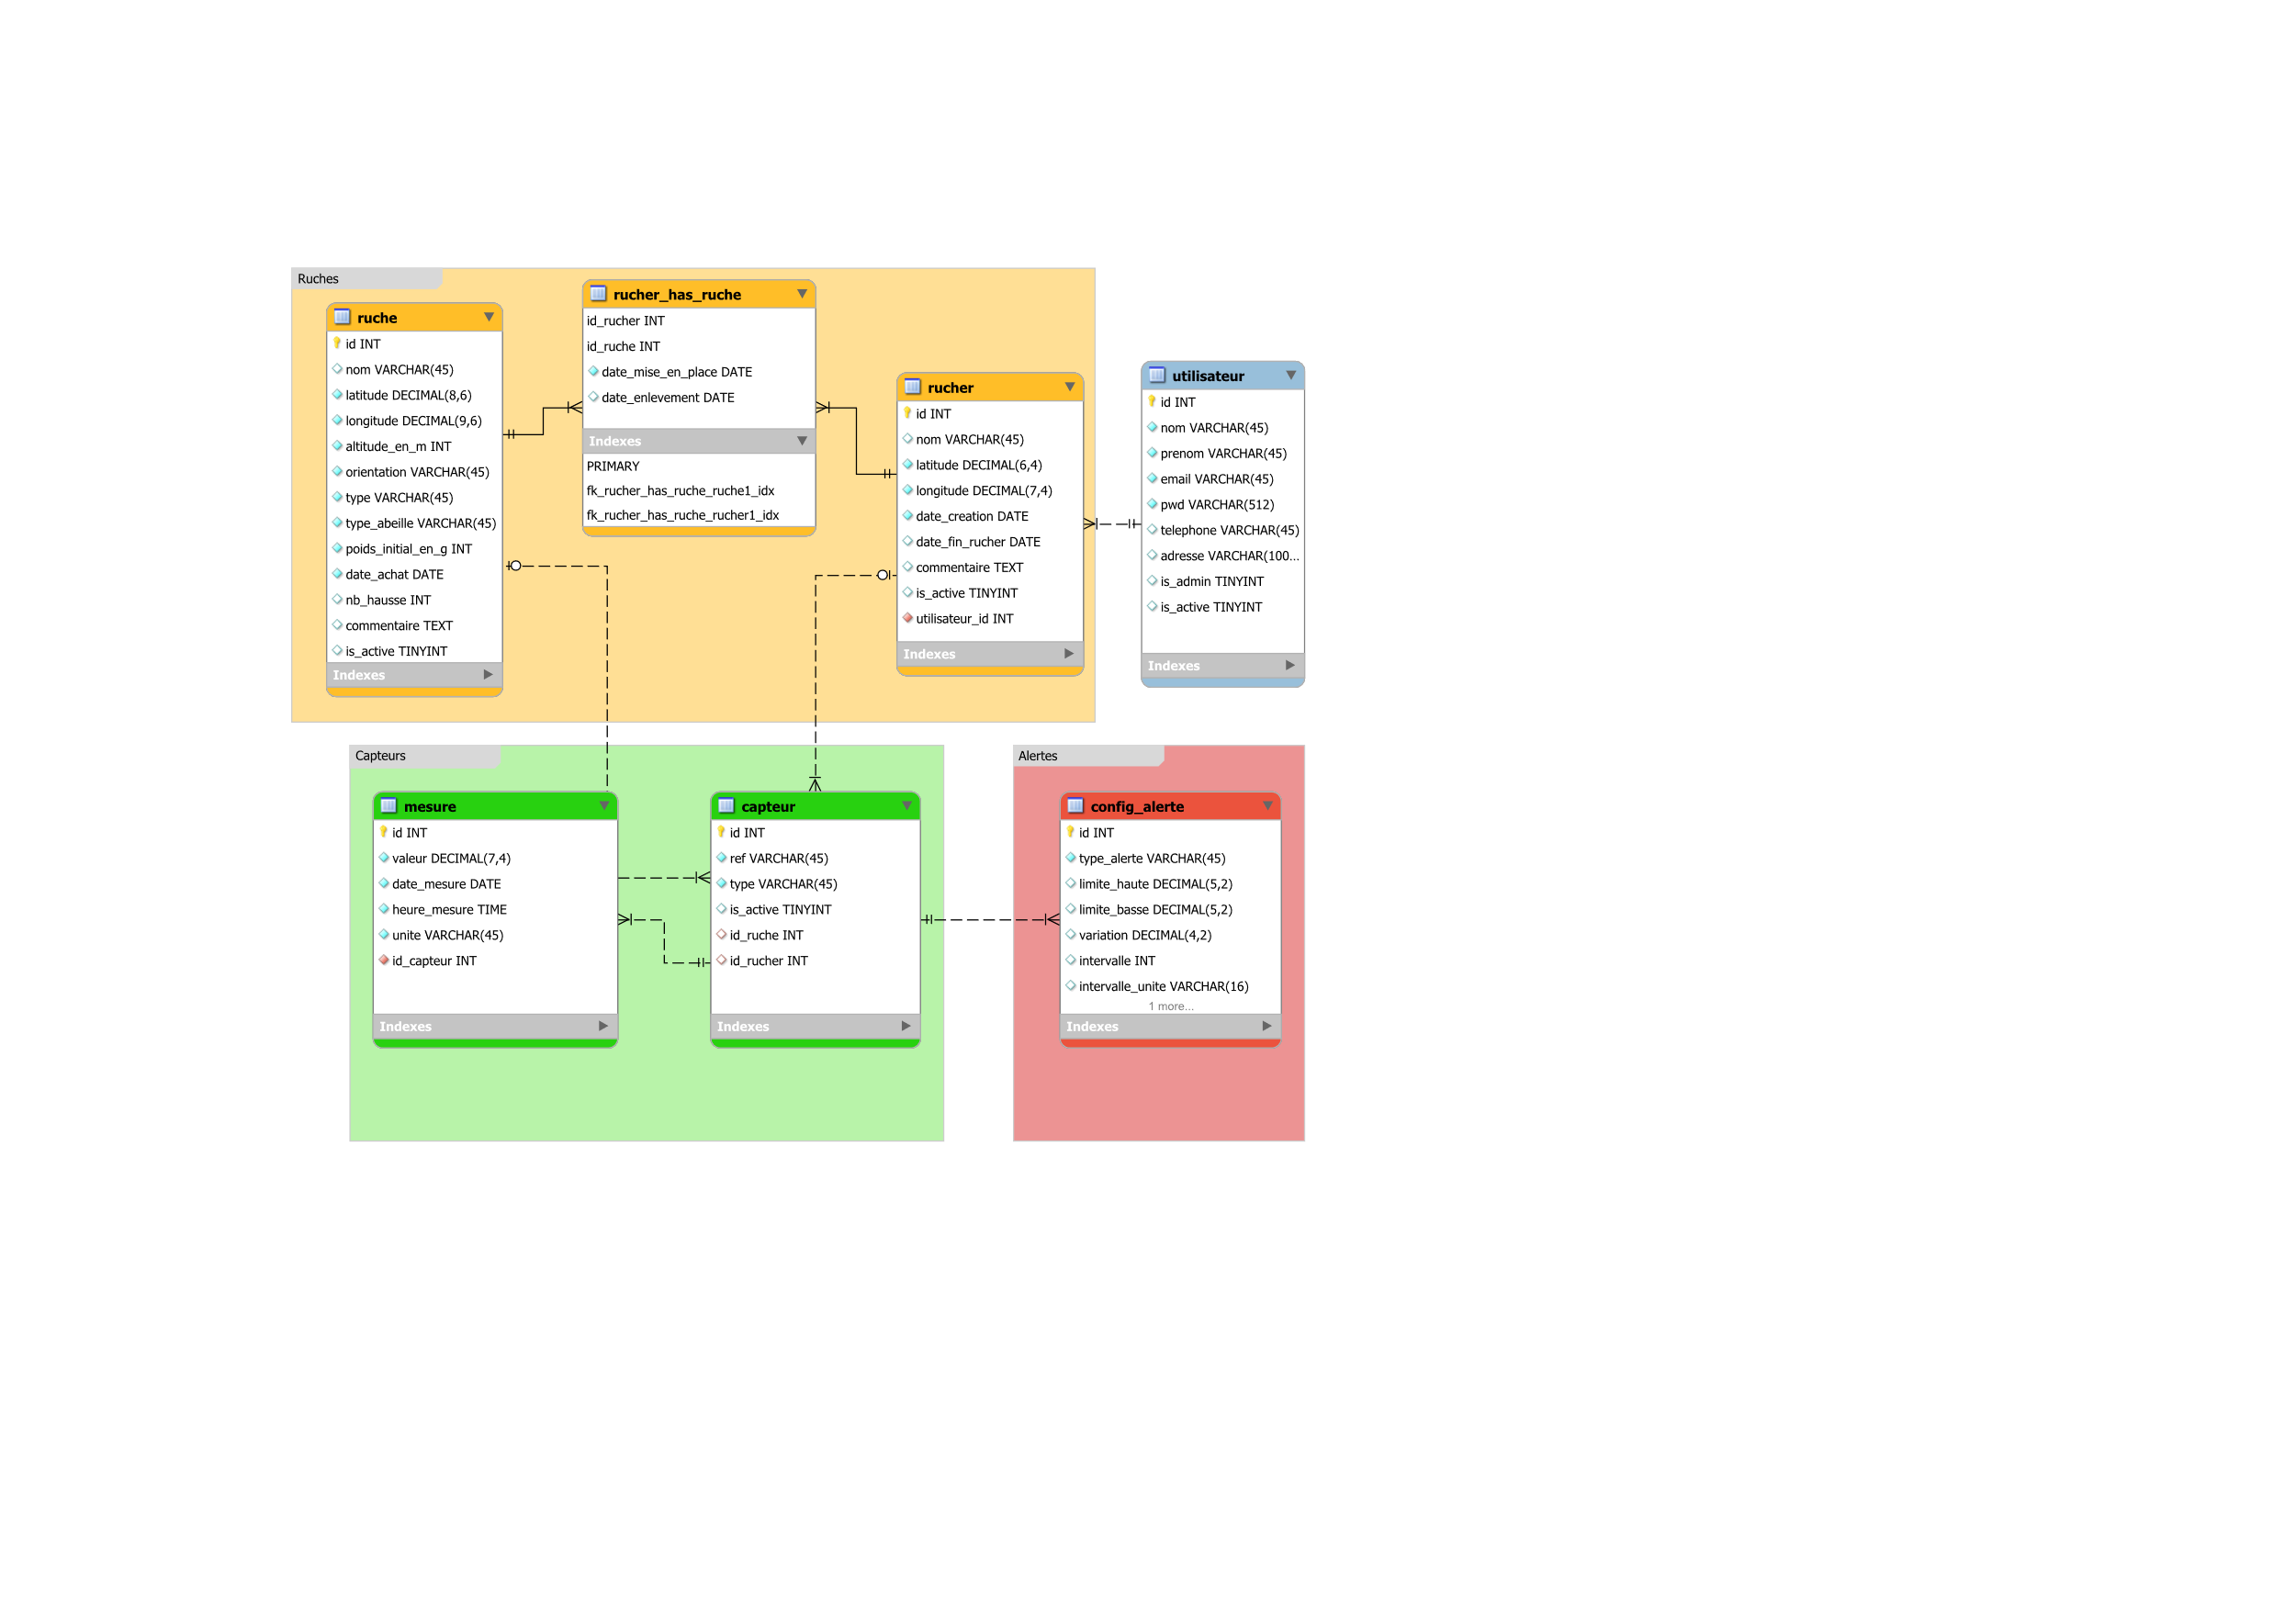 Ruches
ruche
id INT
nom VARCHAR(45)
latitude DECIMAL(8,6)
longitude DECIMAL(9,6)
altitude_en_m INT
orientation VARCHAR(45)
type VARCHAR(45)
type_abeille VARCHAR(45)
poids_initial_en_g INT
date_achat DATE
nb_hausse INT
commentaire TEXT
is_active TINYINT
Indexes
rucher_has_ruche
id_rucher INT
id_ruche INT
date_mise_en_place DATE
date_enlevement DATE
Indexes
PRIMARY
fk_rucher_has_ruche_ruche1_idx
fk_rucher_has_ruche_rucher1_idx
rucher
id INT
nom VARCHAR(45)
latitude DECIMAL(6,4)
longitude DECIMAL(7,4)
date_creation DATE
date_fin_rucher DATE
commentaire TEXT
is_active TINYINT
utilisateur_id INT
Indexes
utilisateur
id INT
nom VARCHAR(45)
prenom VARCHAR(45)
email VARCHAR(45)
pwd VARCHAR(512)
telephone VARCHAR(45)
adresse VARCHAR(100...
is_admin TINYINT
is_active TINYINT
Indexes
Capteurs
mesure
id INT
valeur DECIMAL(7,4)
date_mesure DATE
heure_mesure TIME
unite VARCHAR(45)
id_capteur INT
Indexes
capteur
id INT
ref VARCHAR(45)
type VARCHAR(45)
is_active TINYINT
id_ruche INT
id_rucher INT
Indexes
Alertes
config_alerte
id INT
type_alerte VARCHAR(45)
limite_haute DECIMAL(5,2)
limite_basse DECIMAL(5,2)
variation DECIMAL(4,2)
intervalle INT
intervalle_unite VARCHAR(16)
1 more...
Indexes